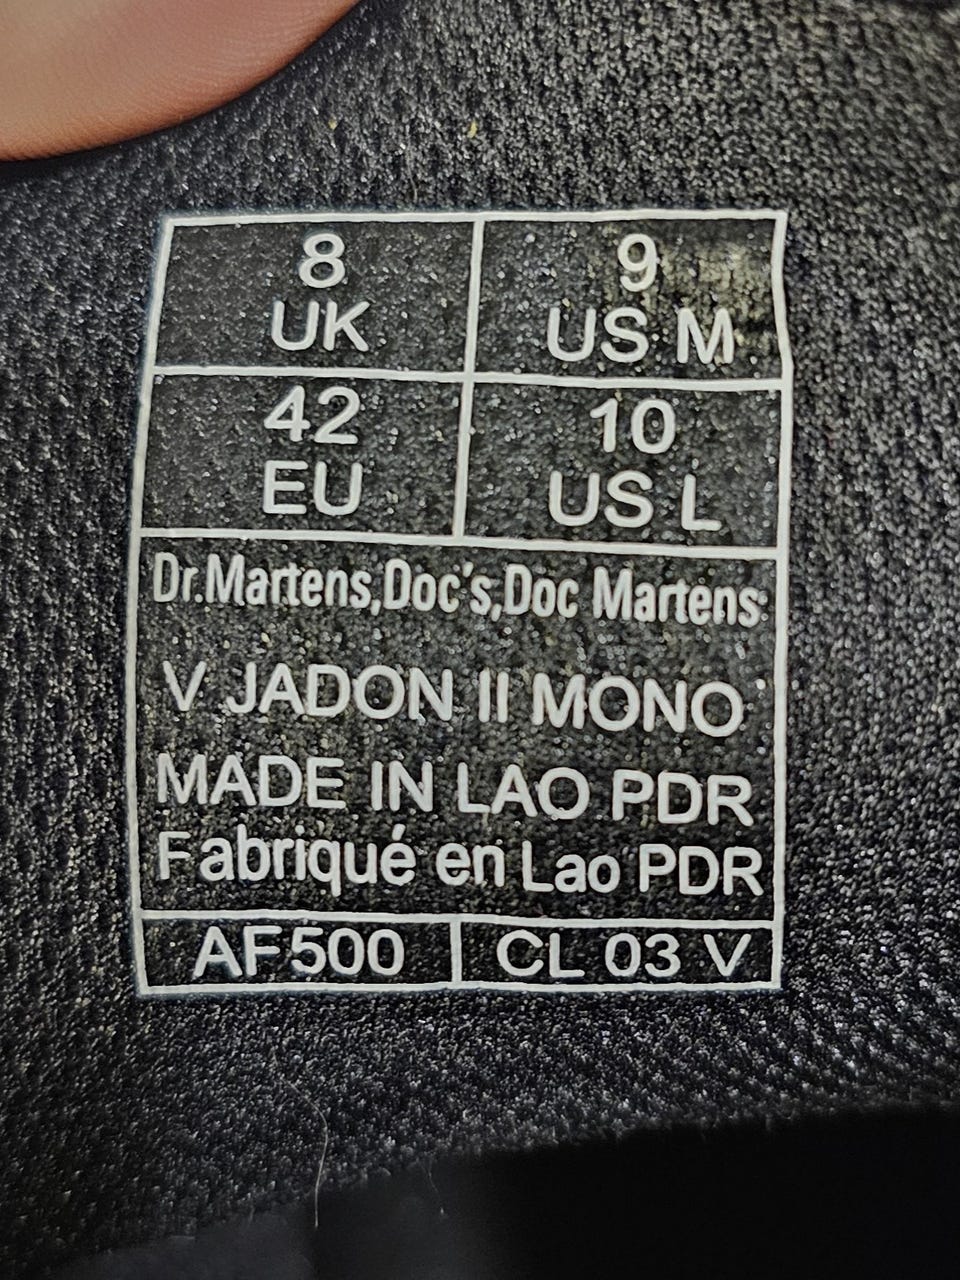 8
UK
9
US M
42
EU
10
US L
Dr.Martens,Doc's,Doc Martens
V JADON II MONO
MADE IN LAO PDR
Fabriqué en Lao PDR
AF500
CL 03 V